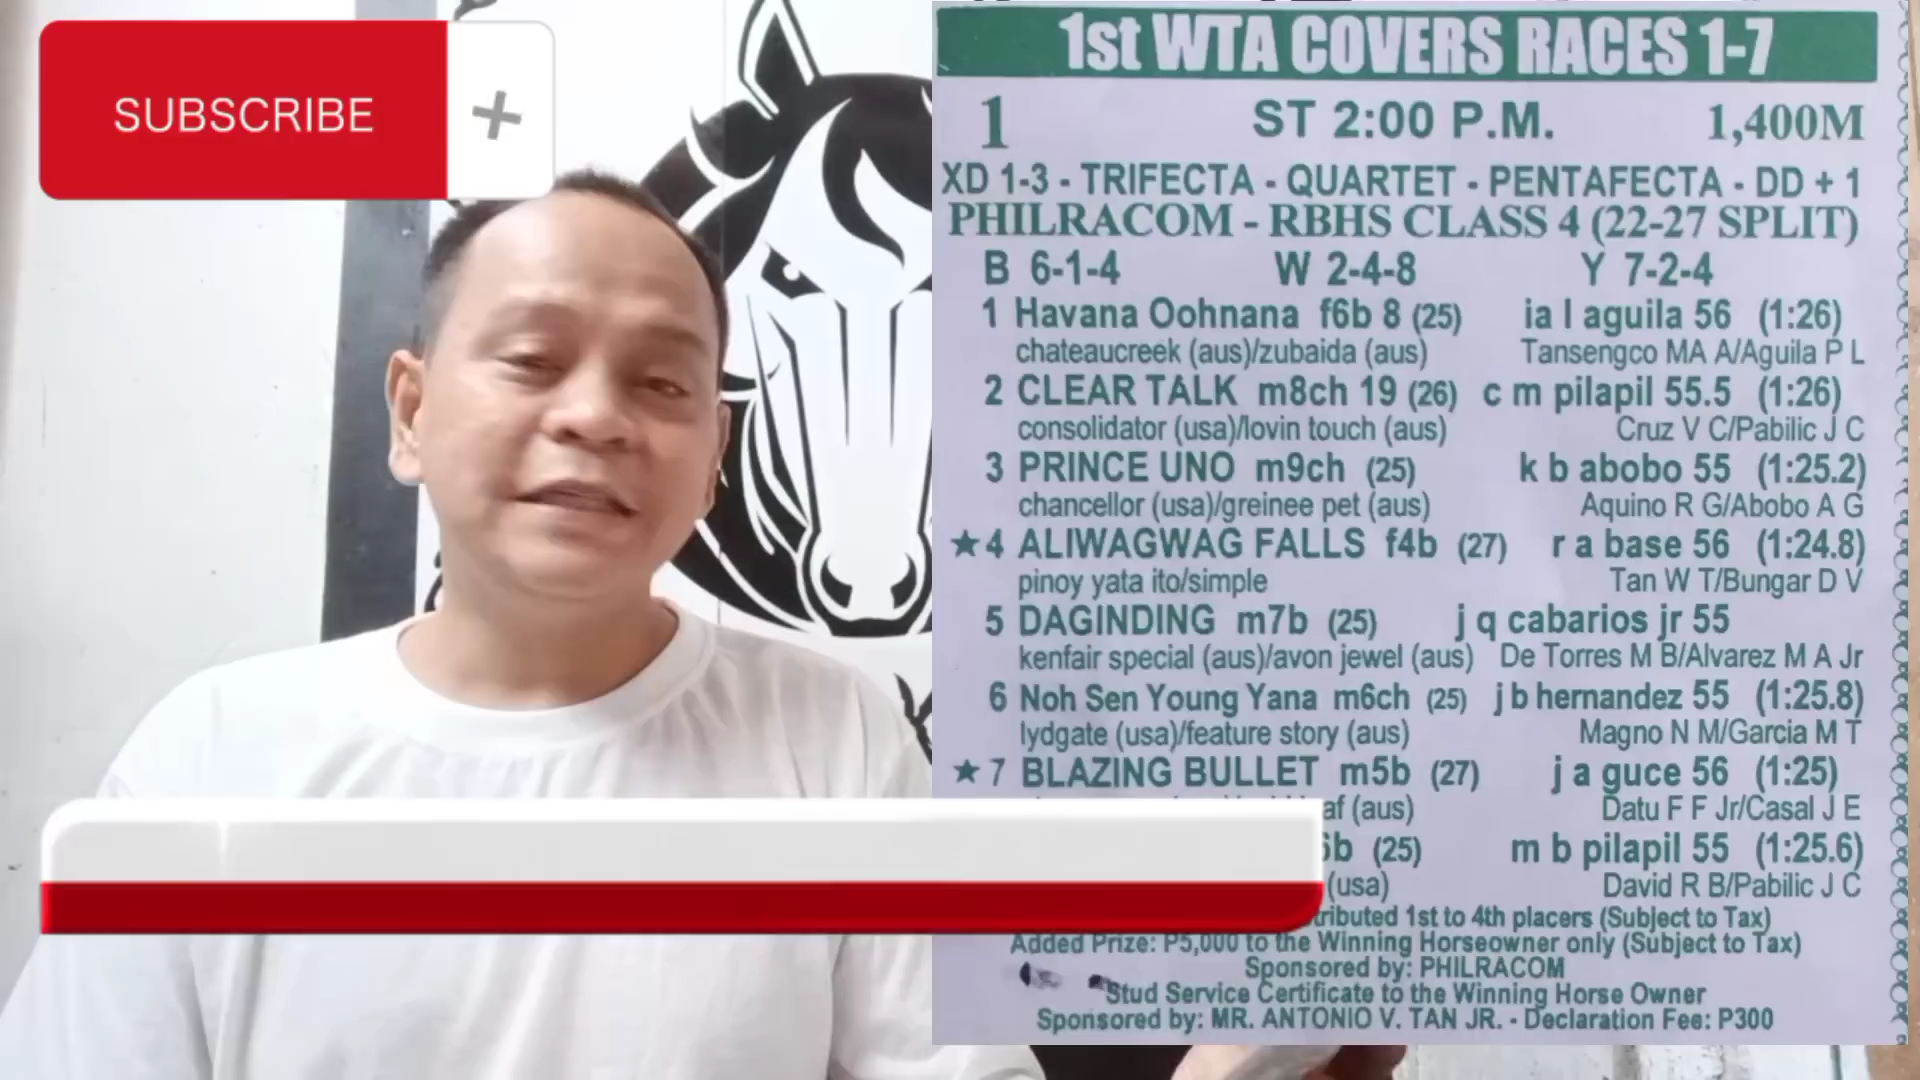 SUBSCRIBE +
1st WTA COVERS RACES 1-7
1 ST 2:00 P.M. 1,400M
XD 1-3 - TRIFECTA - QUARTET - PENTAFECTA - DD + 1
PHILRACOM - RBHS CLASS 4 (22-27 SPLIT)
B 6-1-4 W 2-4-8 Y 7-2-4
1 Havana Oohnana f6b 8 (25) ia l aguila 56 (1:26)
chateaucreek (aus)/zubaida (aus) Tansengco MA A/Aguila P L
2 CLEAR TALK m8ch 19 (26) c m pilapil 55.5 (1:26)
consolidator (usa)/lovin touch (aus) Cruz V C/Pabilic J C
3 PRINCE UNO m9ch (25) k b abobo 55 (1:25.2)
chancellor (usa)/greinee pet (aus) Aquino R G/Abobo A G
★4 ALIWAGWAG FALLS f4b (27) r a base 56 (1:24.8)
pinoy yata ito/simple Tan W T/Bungar D V
5 DAGINDING m7b (25) j q cabarios jr 55
kenfair special (aus)/avon jewel (aus) De Torres M B/Alvarez M A Jr
6 Noh Sen Young Yana m6ch (25) j b hernandez 55 (1:25.8)
lydgate (usa)/feature story (aus) Magno N M/Garcia M T
★7 BLAZING BULLET m5b (27) j a guce 56 (1:25)
(aus) Datu F F Jr/Casal J E
(25) m b pilapil 55 (1:25.6)
(usa) David R B/Pabilic J C
1st to 4th placers (Subject to Tax)
Added Prize: P5,000 to the Winning Horseowner only (Subject to Tax)
Sponsored by: PHILRACOM
Stud Service Certificate to the Winning Horse Owner
Sponsored by: MR. ANTONIO V. TAN JR. - Declaration Fee: P300